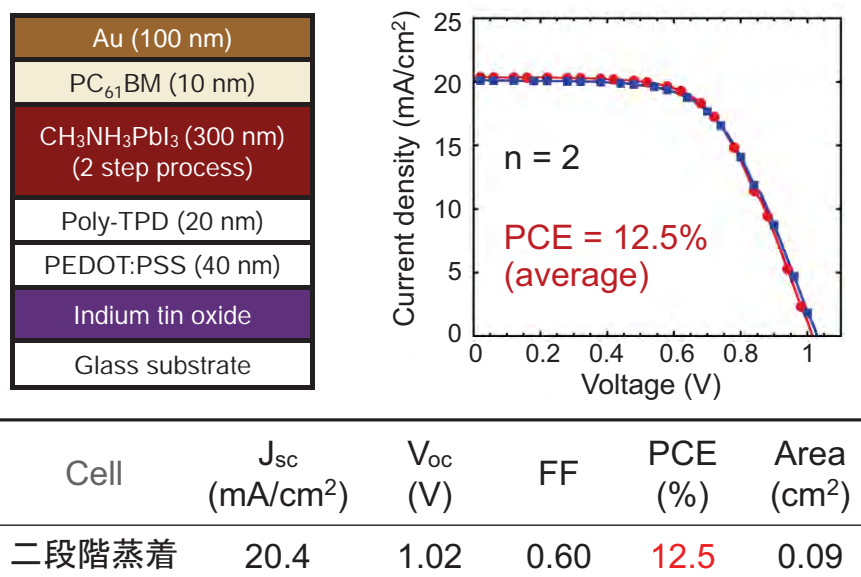 Au (100 nm)
PC₆₁BM (10 nm)
CH₃NH₃PbI₃ (300 nm)
(2 step process)
Poly-TPD (20 nm)
PEDOT:PSS (40 nm)
Indium tin oxide
Glass substrate
Current density (mA/cm²)
25
20
15
10
5
0
n = 2
PCE = 12.5%
(average)
0 0.2 0.4 0.6 0.8 1
Voltage (V)
Cell Jsc (mA/cm²) Voc (V) FF PCE (%) Area (cm²)
二段階蒸着 20.4 1.02 0.60 12.5 0.09